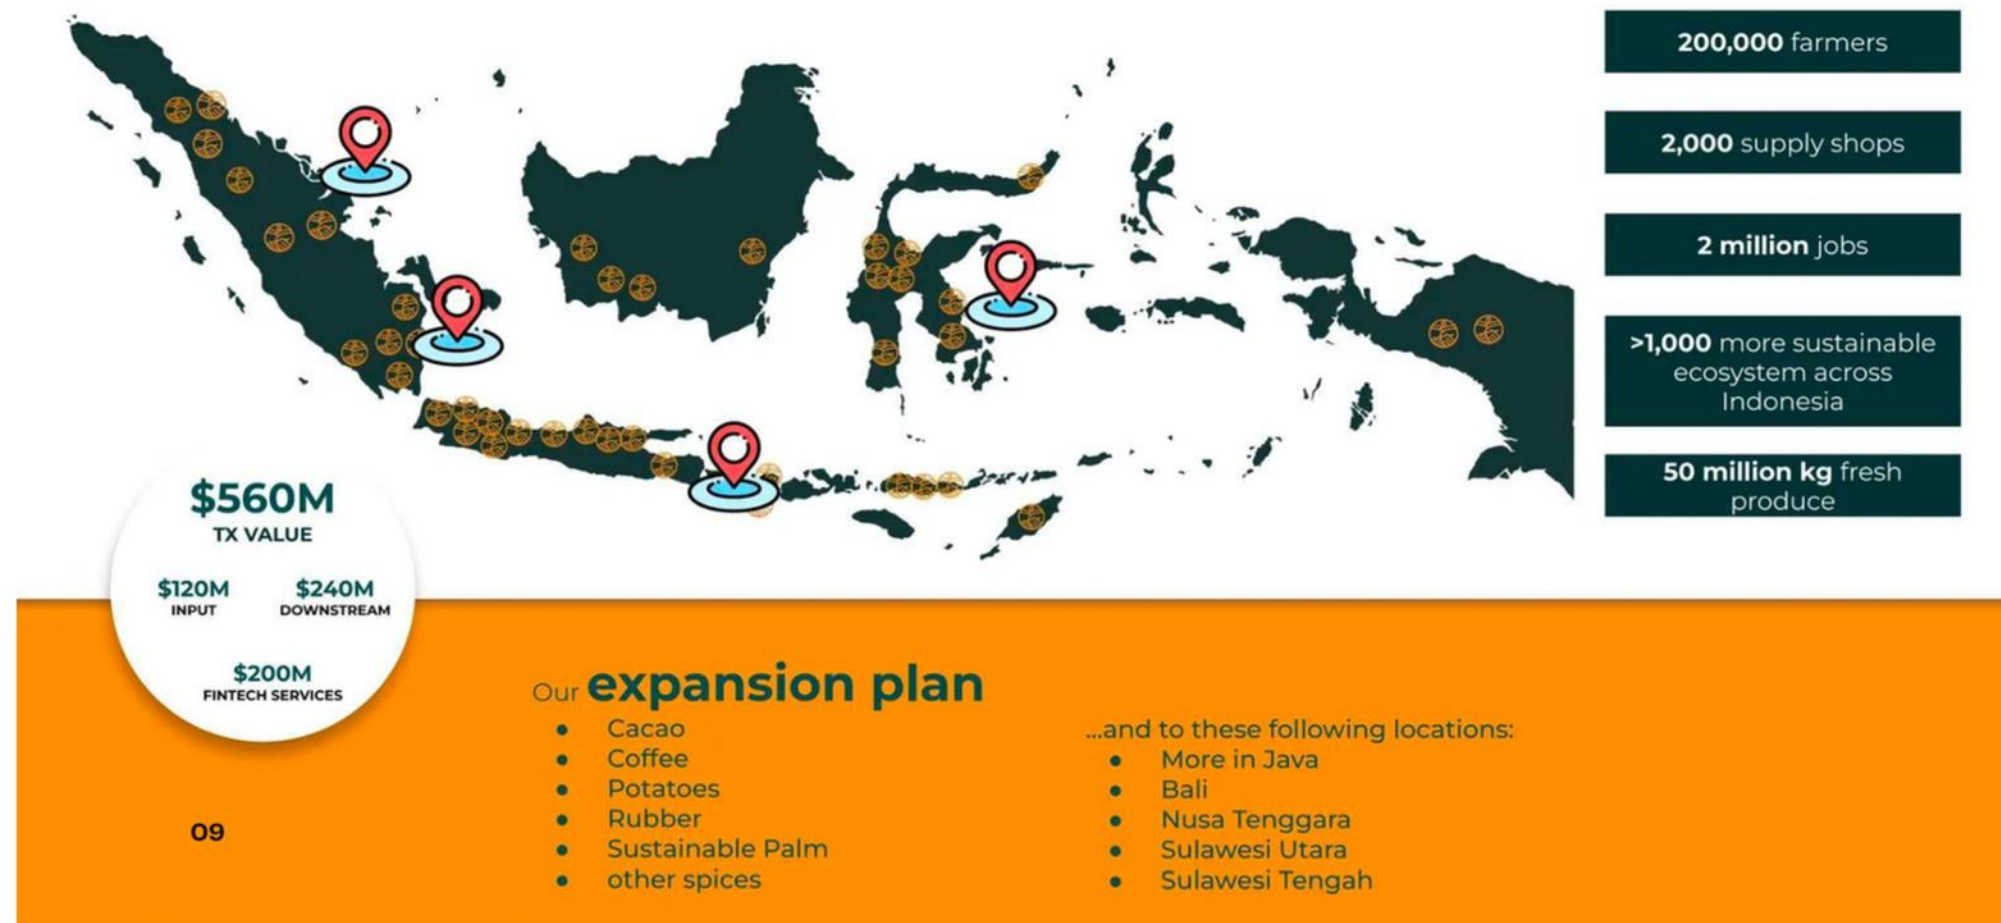 200,000 farmers
2,000 supply shops
2 million jobs
>1,000 more sustainable
ecosystem across
Indonesia
50 million kg fresh
produce
$560M
TX VALUE
$120M
INPUT
$240M
DOWNSTREAM
$200M
FINTECH SERVICES
Our expansion plan
• Cacao
• Coffee
• Potatoes
• Rubber
• Sustainable Palm
• other spices
...and to these following locations:
• More in Java
• Bali
• Nusa Tenggara
• Sulawesi Utara
• Sulawesi Tengah
09